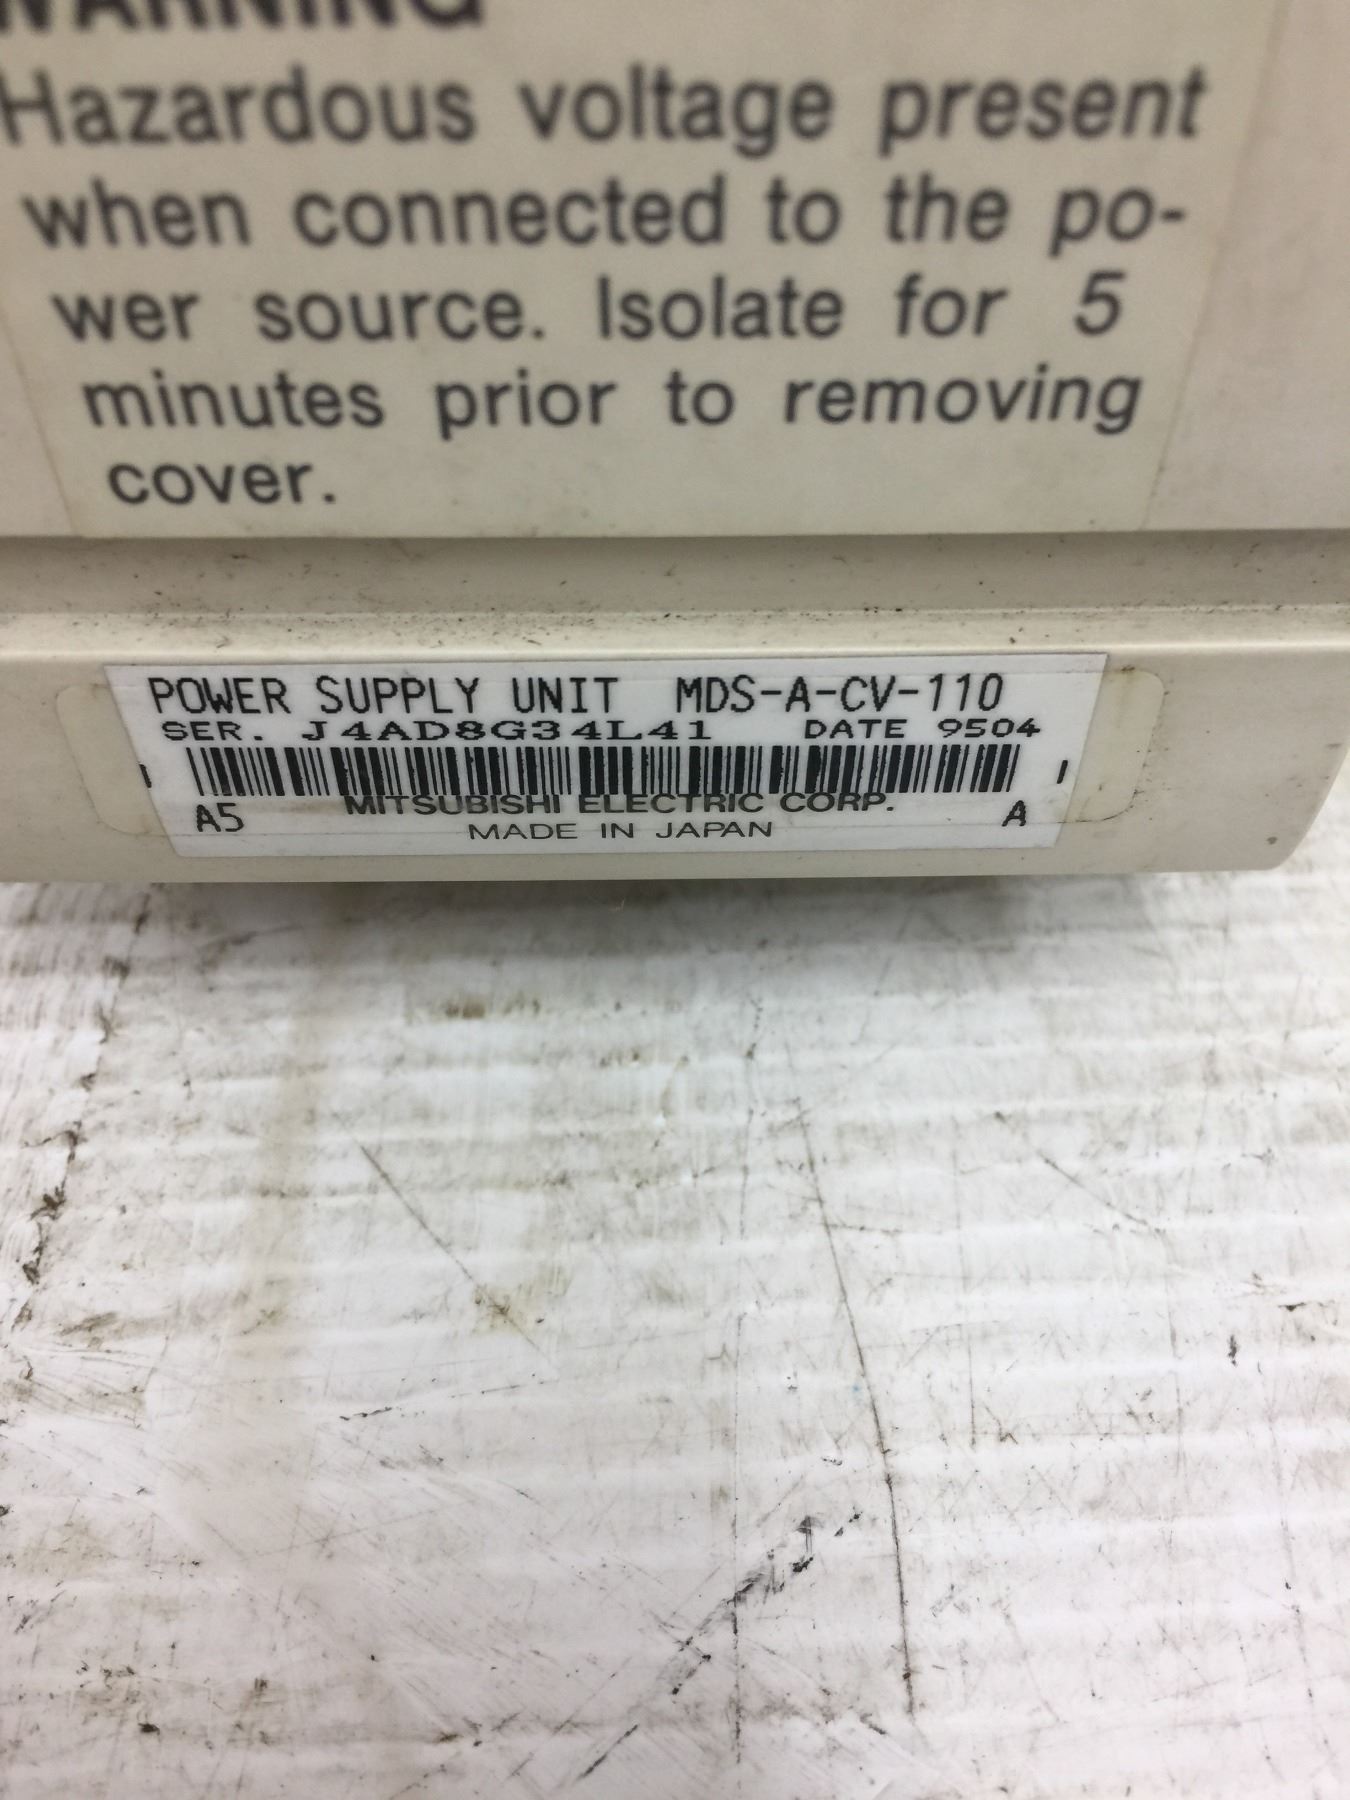 WARNING
Hazardous voltage present
when connected to the po-
wer source. Isolate for 5
minutes prior to removing
cover.
POWER SUPPLY UNIT MDS-A-CV-110
SER. J4AD8G34L41 DATE 9504
A5 MITSUBISHI ELECTRIC CORP. A
MADE IN JAPAN